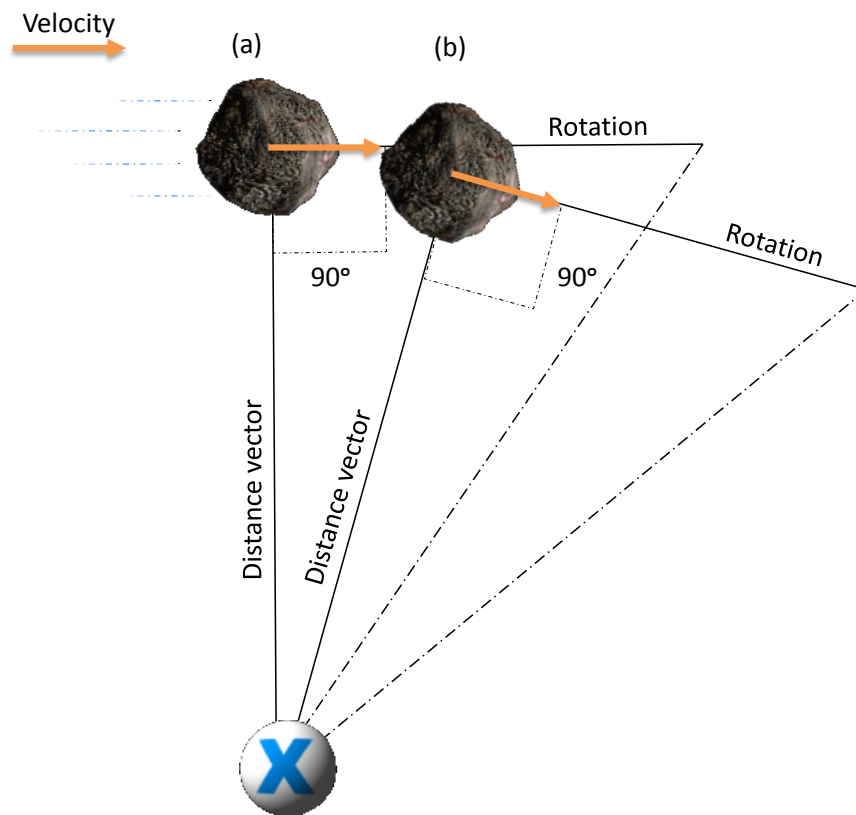 Velocity
(a)
(b)
Rotation
90°
90°
Rotation
Distance vector
Distance vector
X